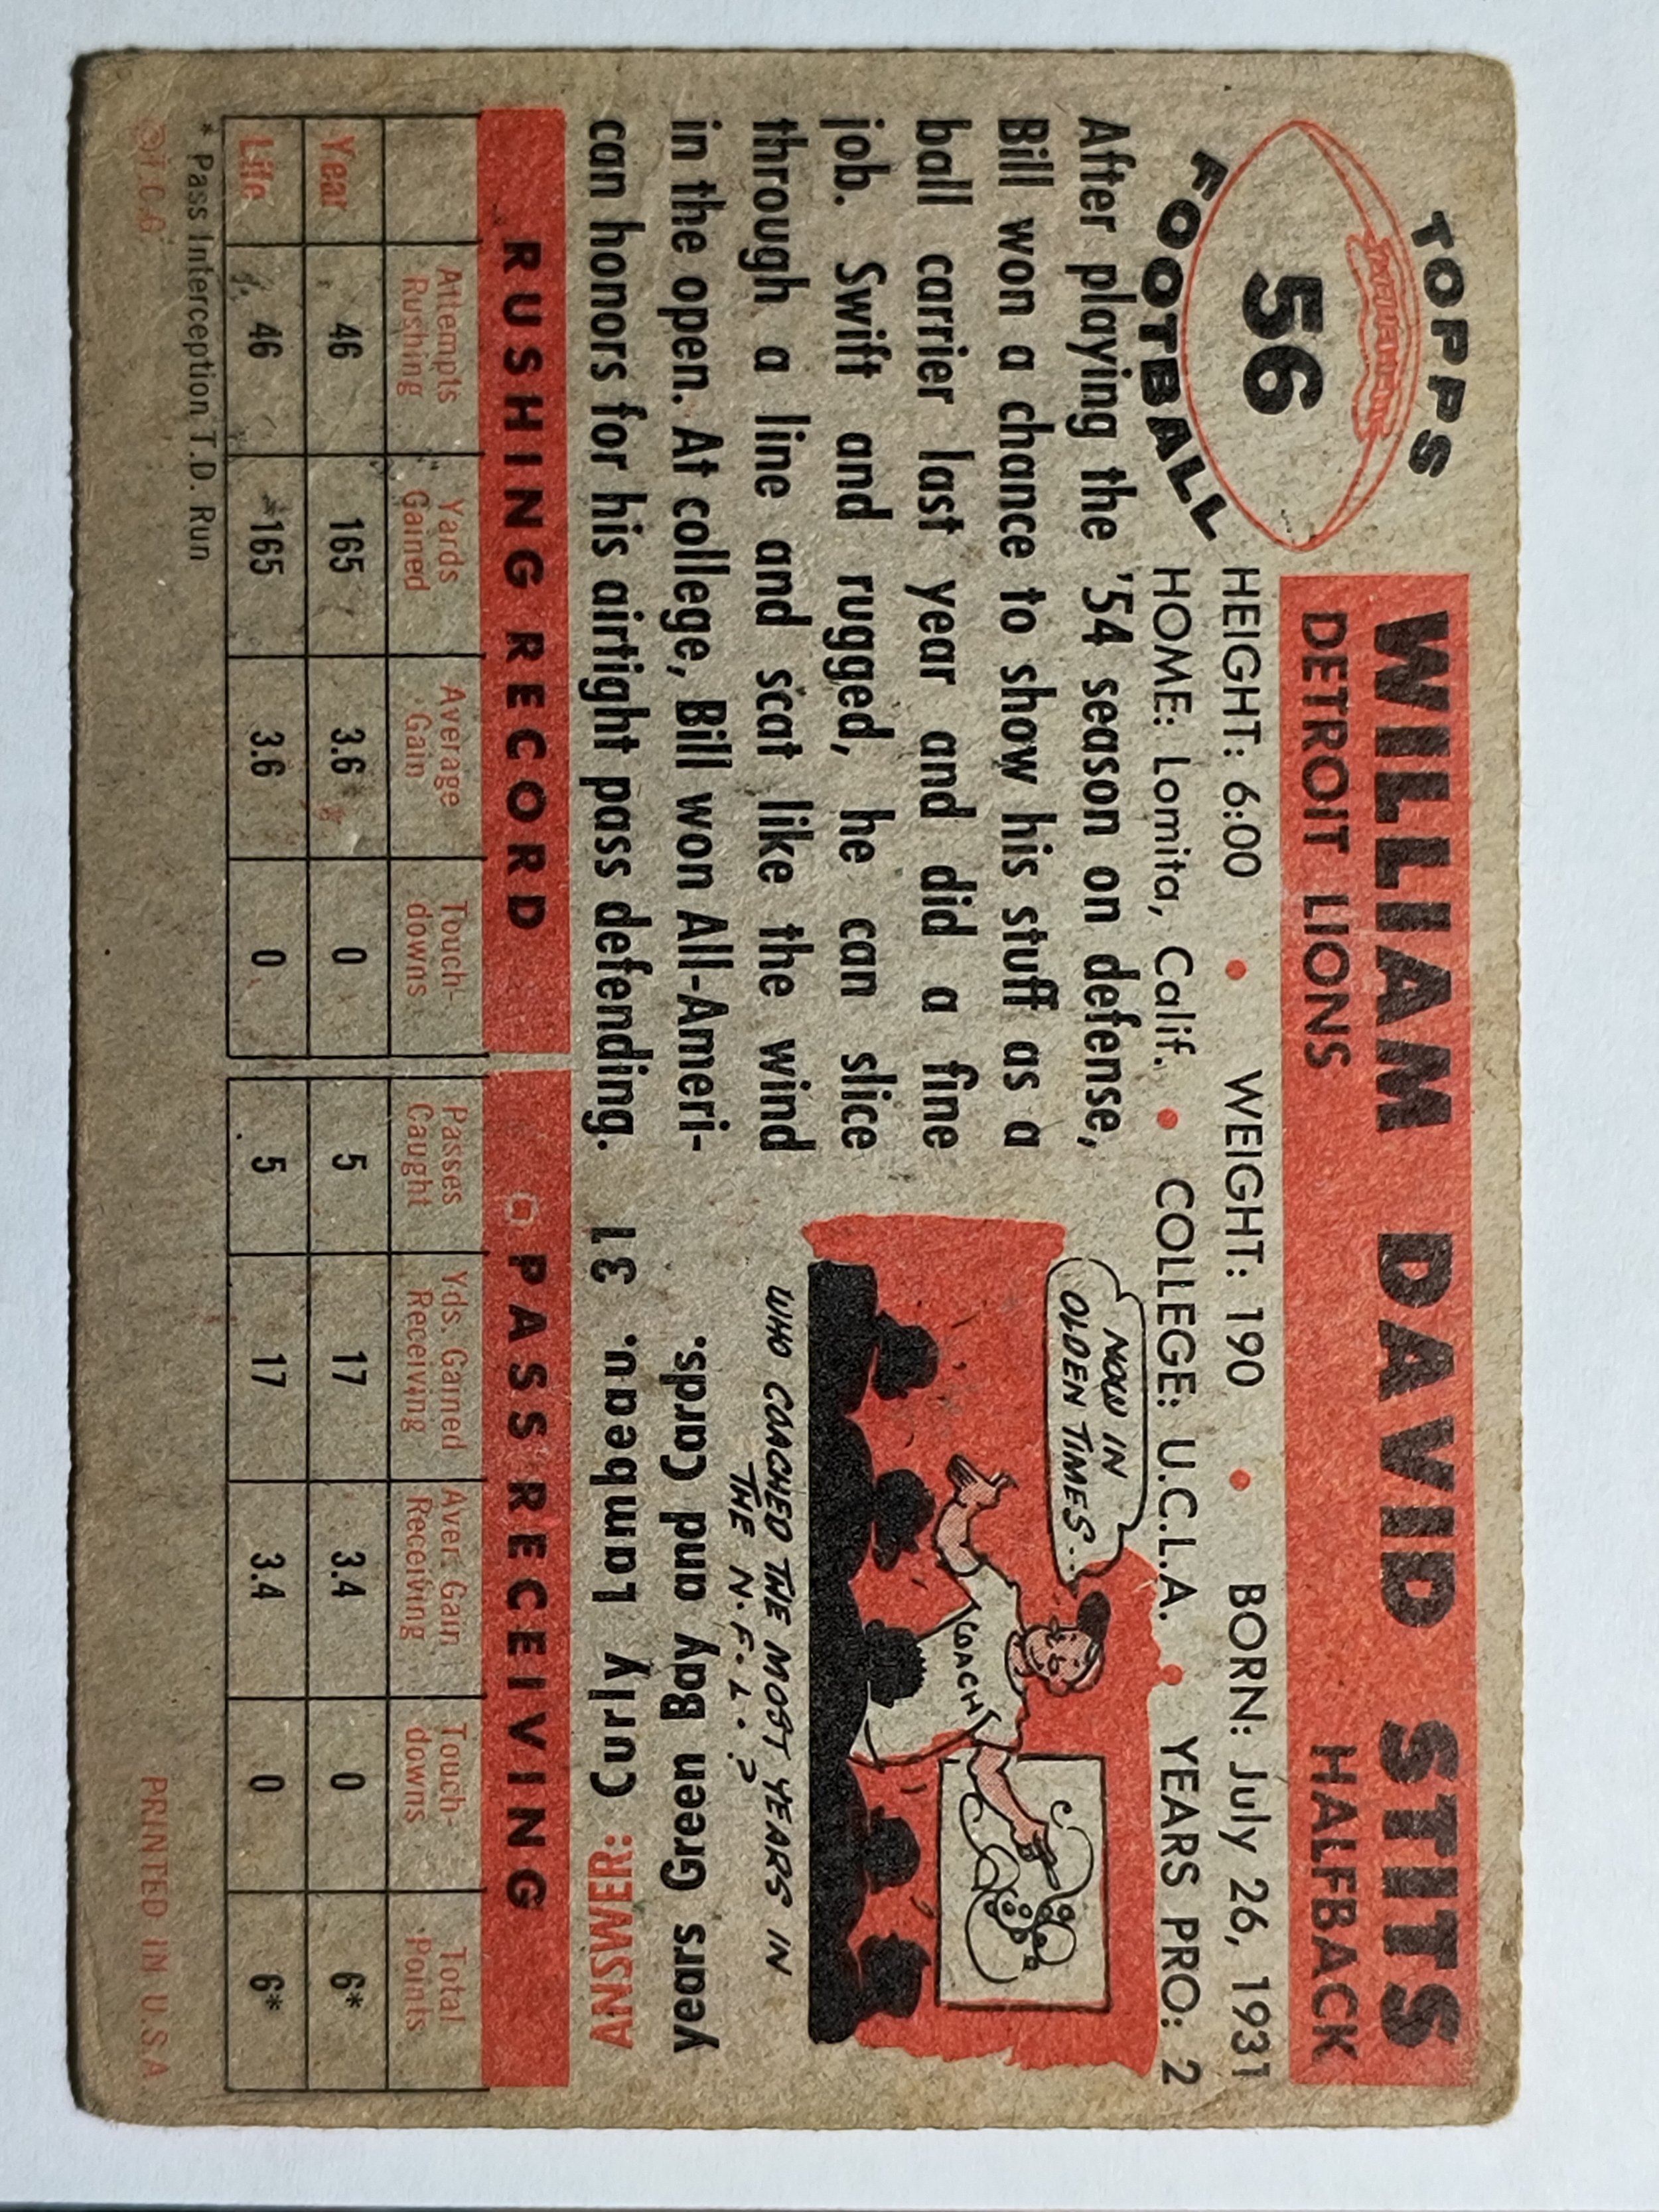 TOPPS
56
FOOTBALL
WILLIAM DAVID STITS
DETROIT LIONS HALFBACK
HEIGHT: 6:00 • WEIGHT: 190 • BORN: July 26, 1931
HOME: Lomita, Calif. • COLLEGE: U.C.L.A. • YEARS PRO: 2
After playing the '54 season on defense,
Bill won a chance to show his stuff as a
ball carrier last year and did a fine
job. Swift and rugged, he can slice
through a line and scat like the wind
in the open. At college, Bill won All-Ameri-
can honors for his airtight pass defending.
NOW IN
OLDEN TIMES..
COACH
WHO COACHED THE MOST YEARS IN
THE N.F.L.?
ANSWER: Curly Lambeau. 31
years Green Bay and Cards.
RUSHING RECORD PASS RECEIVING
Attempts Yards Average Touch- Passes Yds. Gained Aver. Gain Touch- Total
Rushing Gained Gain downs Caught Receiving Receiving downs Points
Year 46 165 3.6 0 5 17 3.4 0 6*
Life 46 165 3.6 0 5 17 3.4 0 6*
* Pass Interception T.D. Run
©T.C.G. PRINTED IN U.S.A.